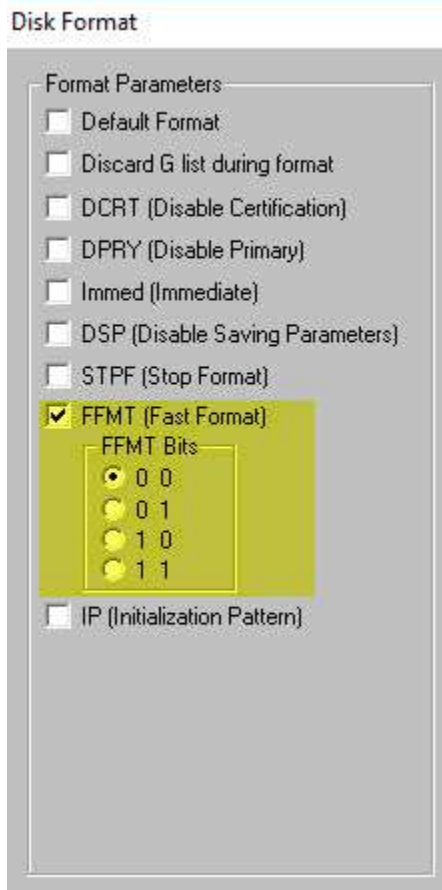 Disk Format
Format Parameters
Default Format
Discard G list during format
DCRT (Disable Certification)
DPRY (Disable Primary)
Immed (Immediate)
DSP (Disable Saving Parameters)
STPF (Stop Format)
FFMT (Fast Format)
FFMT Bits
0 0
0 1
1 0
1 1
IP (Initialization Pattern)